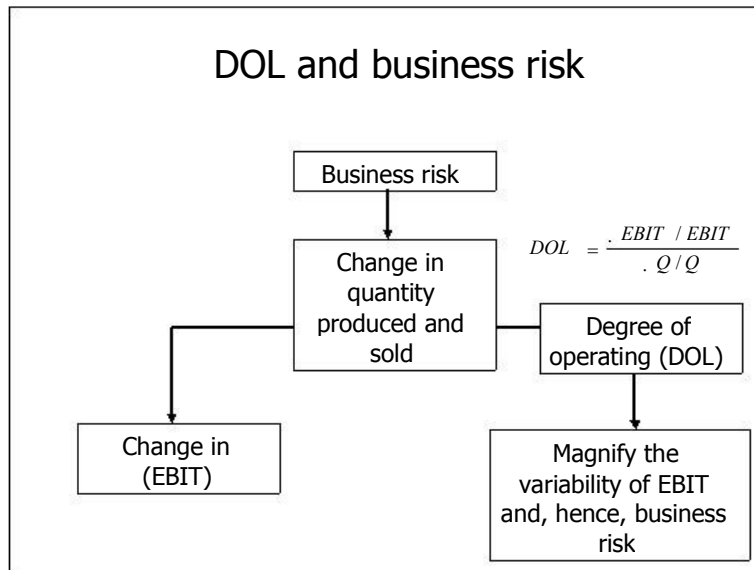 DOL and business risk
Business risk
DOL = . EBIT / EBIT
. Q / Q
Change in
quantity
produced and
sold
Degree of
operating (DOL)
Change in
(EBIT)
Magnify the
variability of EBIT
and, hence, business
risk